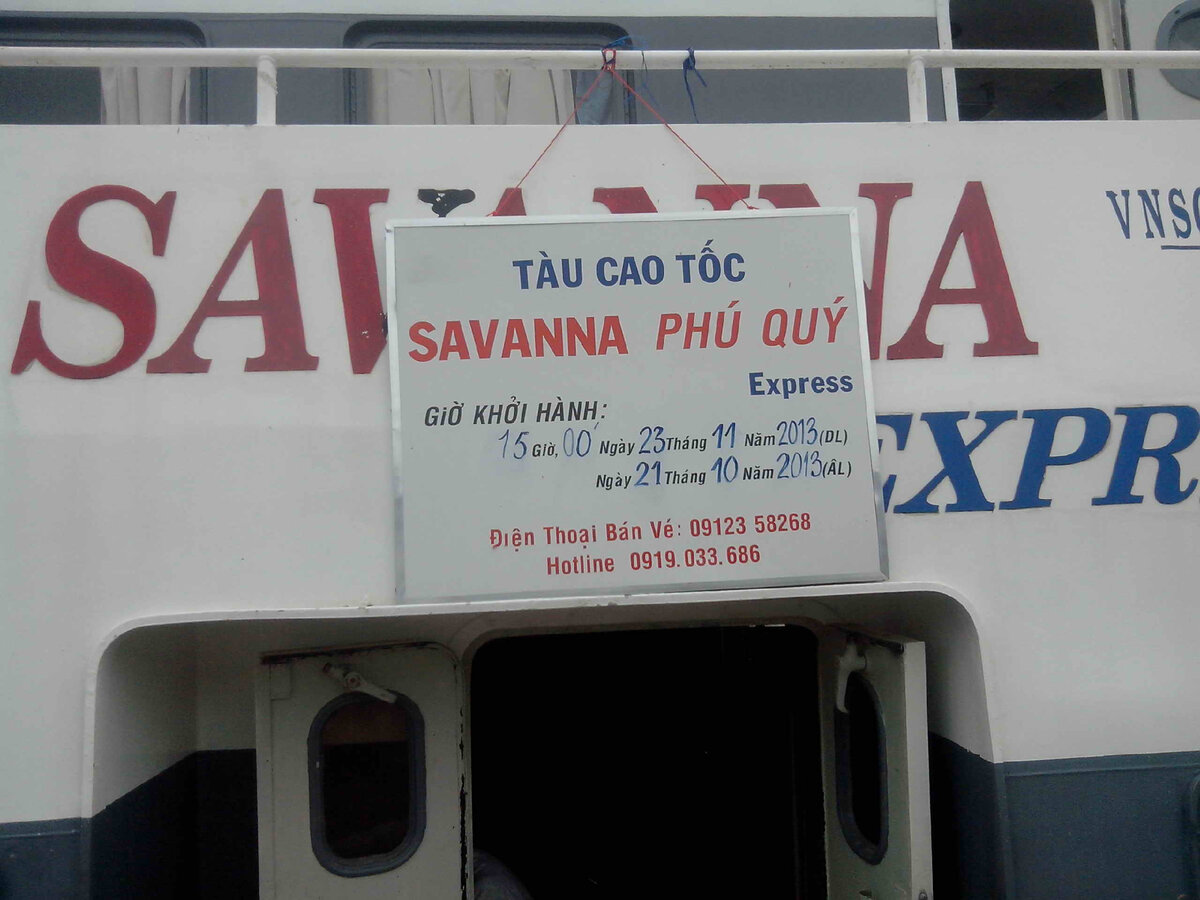 SAVANNA
VNSG
TÀU CAO TỐC
SAVANNA PHÚ QUÝ
Express
GIỜ KHỞI HÀNH:
15 Giờ, 00' Ngày 23 Tháng 11 Năm 2013 (DL)
Ngày 21 Tháng 10 Năm 2013 (ÂL)
Điện Thoại Bán Vé: 09123 58268
Hotline 0919.033.686
EXPR